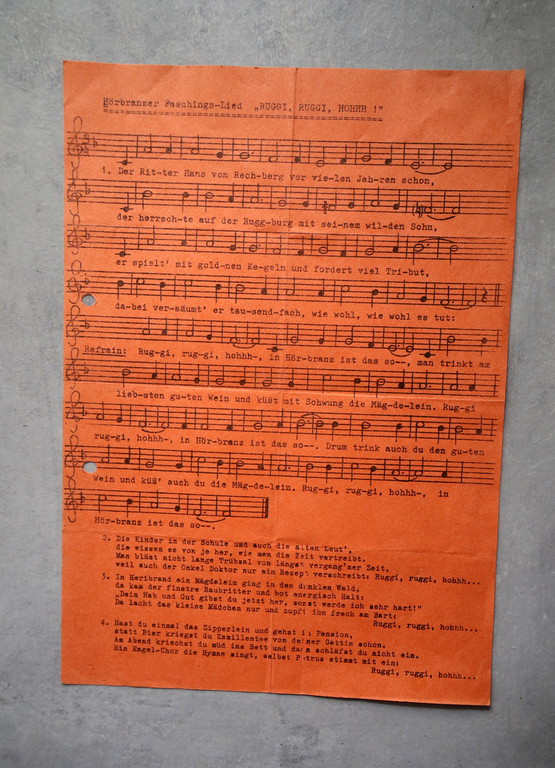 Hörbranzer Faschings-Lied „RUGGI, RUGGI, HOHHH !"
1. Der Rit-ter Hans von Rech-berg vor vie-len Jah-ren schon,
der herrsch-te auf der Rugg-burg mit sei-nem wil-den Sohn,
er spielt' mit gold-nen Ke-geln und fordert viel Tri-but,
da-bei ver-säumt' er tau-send-fach, wie wohl, wie wohl es tut:
Refrain: Rug-gi, rug-gi, hohhh-, in Hör-branz ist das so--, man trinkt am
lieb-sten gu-ten Wein und küßt mit Schwung die Mäg-de-lein. Rug-gi
rug-gi, hohhh-, in Hör-branz ist das so--. Drum trink auch du den gu-ten
Wein und küß' auch du die Mäg-de-lein. Rug-gi, rug-gi, hohhh-, in
Hör-branz ist das so--.
2. Die Kinder in der Schule und auch die alten Leut',
die wissen es von je her, wie man die Zeit vertreibt.
Man bläst nicht lange Trübsal von längst vergang'ner Zeit,
weil auch der Onkel Doktor nur ein Rezept verschreibt: Ruggi, ruggi, hohhh...
3. In Heribrand ein Mägdelein ging in den dunklen Wald,
da kam der finstre Raubritter und bot energisch Halt:
„Dein Hab und Gut gibst du jetzt her, sonst werde ich sehr hart!"
Da lacht das kleine Mädchen nur und zupft ihn frech am Bart:
Ruggi, ruggi, hohhh...
4. Hast du einmal das Zipperlein und gehst in Pension,
statt Bier kriegst du Kamillentee von deiner Gattin schon.
Am Abend kriechst du müd ins Bett und dann schläfst du nicht ein.
Ein Engel-Chor die Hymne singt, selbst Petrus stimmt mit ein:
Ruggi, ruggi, hohhh...